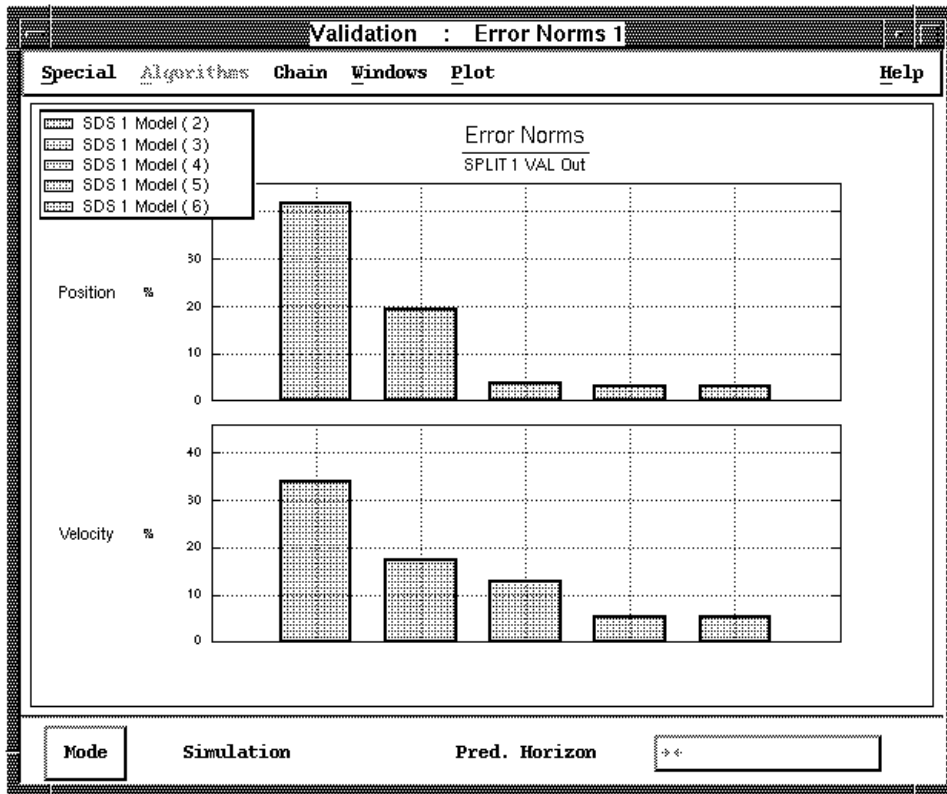 Validation : Error Norms 1
Special Algorithms Chain Windows Plot Help
SDS 1 Model ( 2)
SDS 1 Model ( 3)
SDS 1 Model ( 4)
SDS 1 Model ( 5)
SDS 1 Model ( 6)
Error Norms
SPLIT 1 VAL Out
30
Position %
20
10
0
40
30
Velocity %
20
10
0
Mode Simulation Pred. Horizon